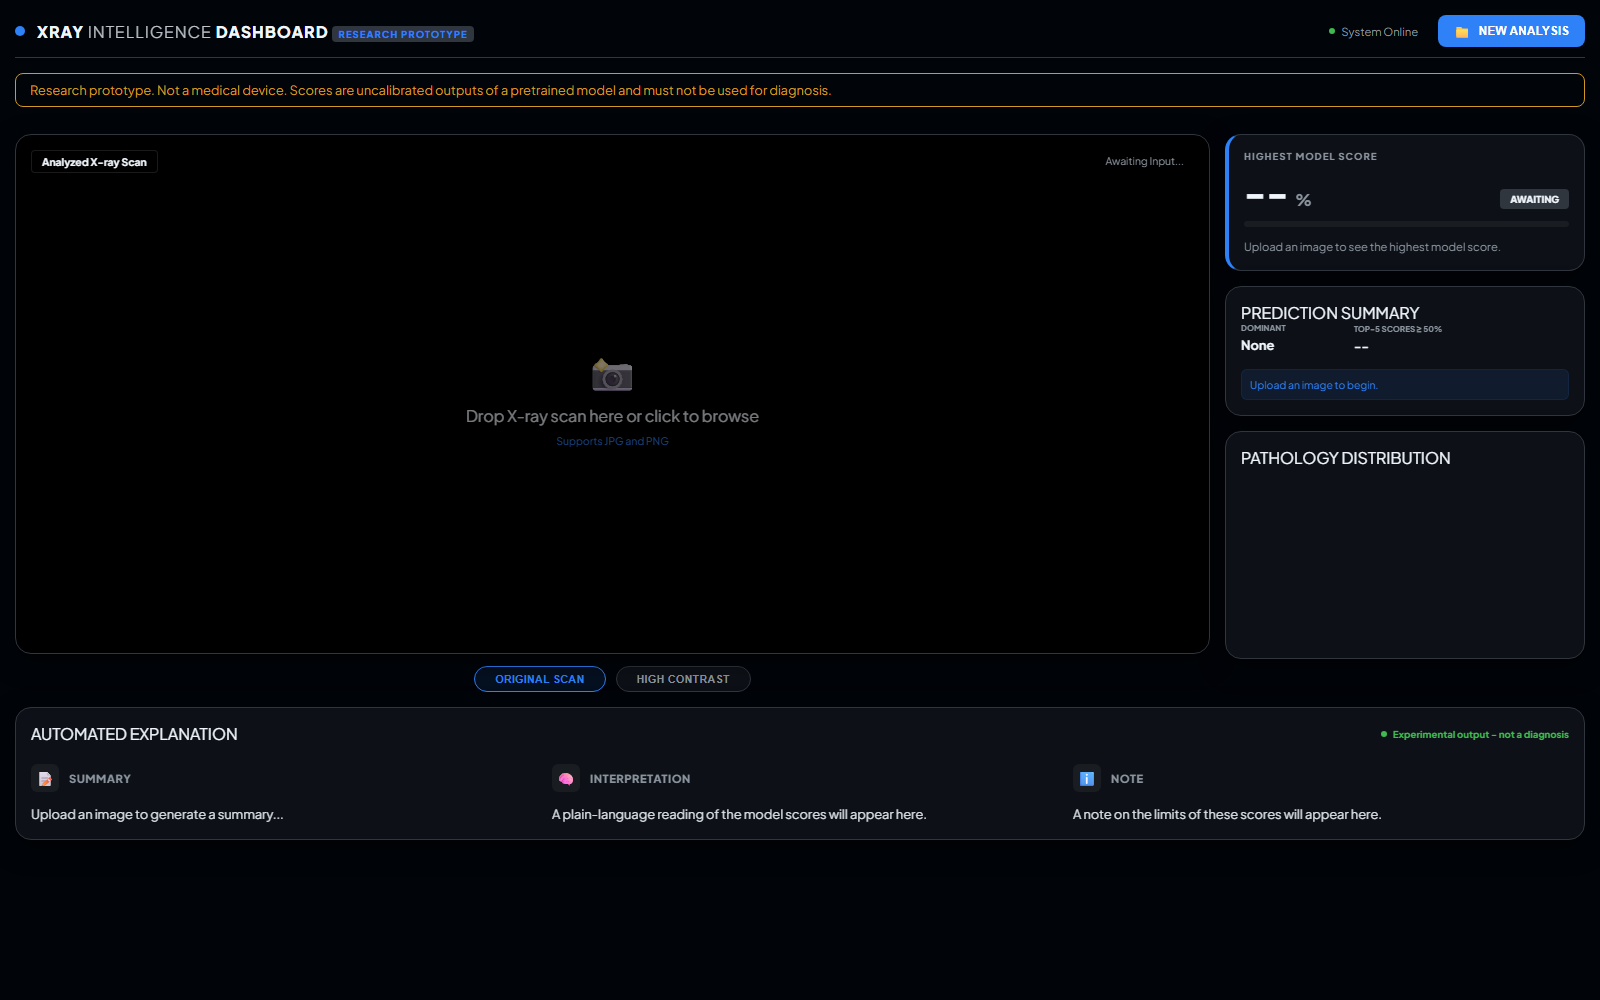 XRAY INTELLIGENCE DASHBOARD RESEARCH PROTOTYPE
System Online
NEW ANALYSIS
Research prototype. Not a medical device. Scores are uncalibrated outputs of a pretrained model and must not be used for diagnosis.
Analyzed X-ray Scan
Awaiting Input...
Drop X-ray scan here or click to browse
Supports JPG and PNG
ORIGINAL SCAN
HIGH CONTRAST
HIGHEST MODEL SCORE
-- %
AWAITING
Upload an image to see the highest model score.
PREDICTION SUMMARY
DOMINANT
None
TOP-5 SCORES ≥ 50%
--
Upload an image to begin.
PATHOLOGY DISTRIBUTION
AUTOMATED EXPLANATION
Experimental output – not a diagnosis
SUMMARY
Upload an image to generate a summary...
INTERPRETATION
A plain-language reading of the model scores will appear here.
NOTE
A note on the limits of these scores will appear here.